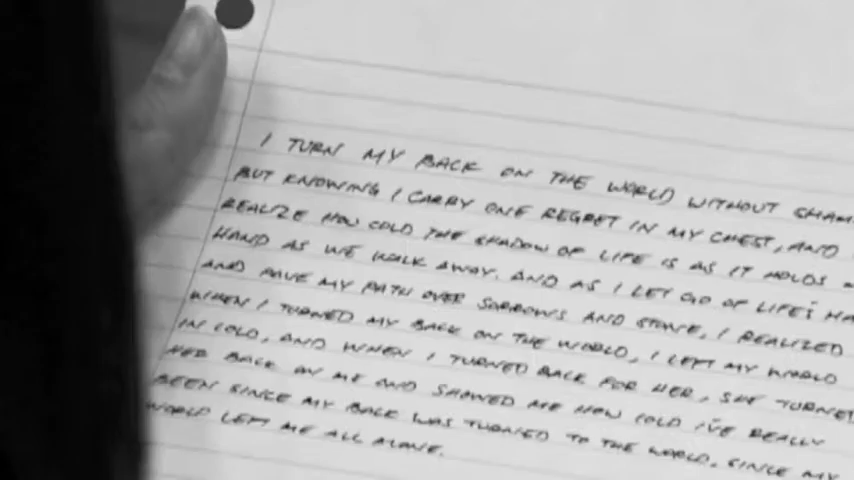 I TURN MY BACK ON THE WORLD WITHOUT SHAM
BUT KNOWING I CARRY ONE REGRET IN MY CHEST, AND
REALIZE HOW COLD THE SHADOW OF LIFE IS AS IT HOLDS
HAND AS WE WALK AWAY. AND AS I LET GO OF LIFE'S HA
AND PAVE MY PATH OVER SORROWS AND STONE, I REALIZED
WHEN I TURNED MY BACK ON THE WORLD, I LEFT MY WORLD
IN COLD, AND WHEN I TURNED BACK FOR HER, SHE TURNED
HER BACK ON ME AND SHOWED ME HOW COLD I'VE REALLY
BEEN SINCE MY BACK WAS TURNED TO THE WORLD, SINCE MY
WORLD LEFT ME ALL ALONE.